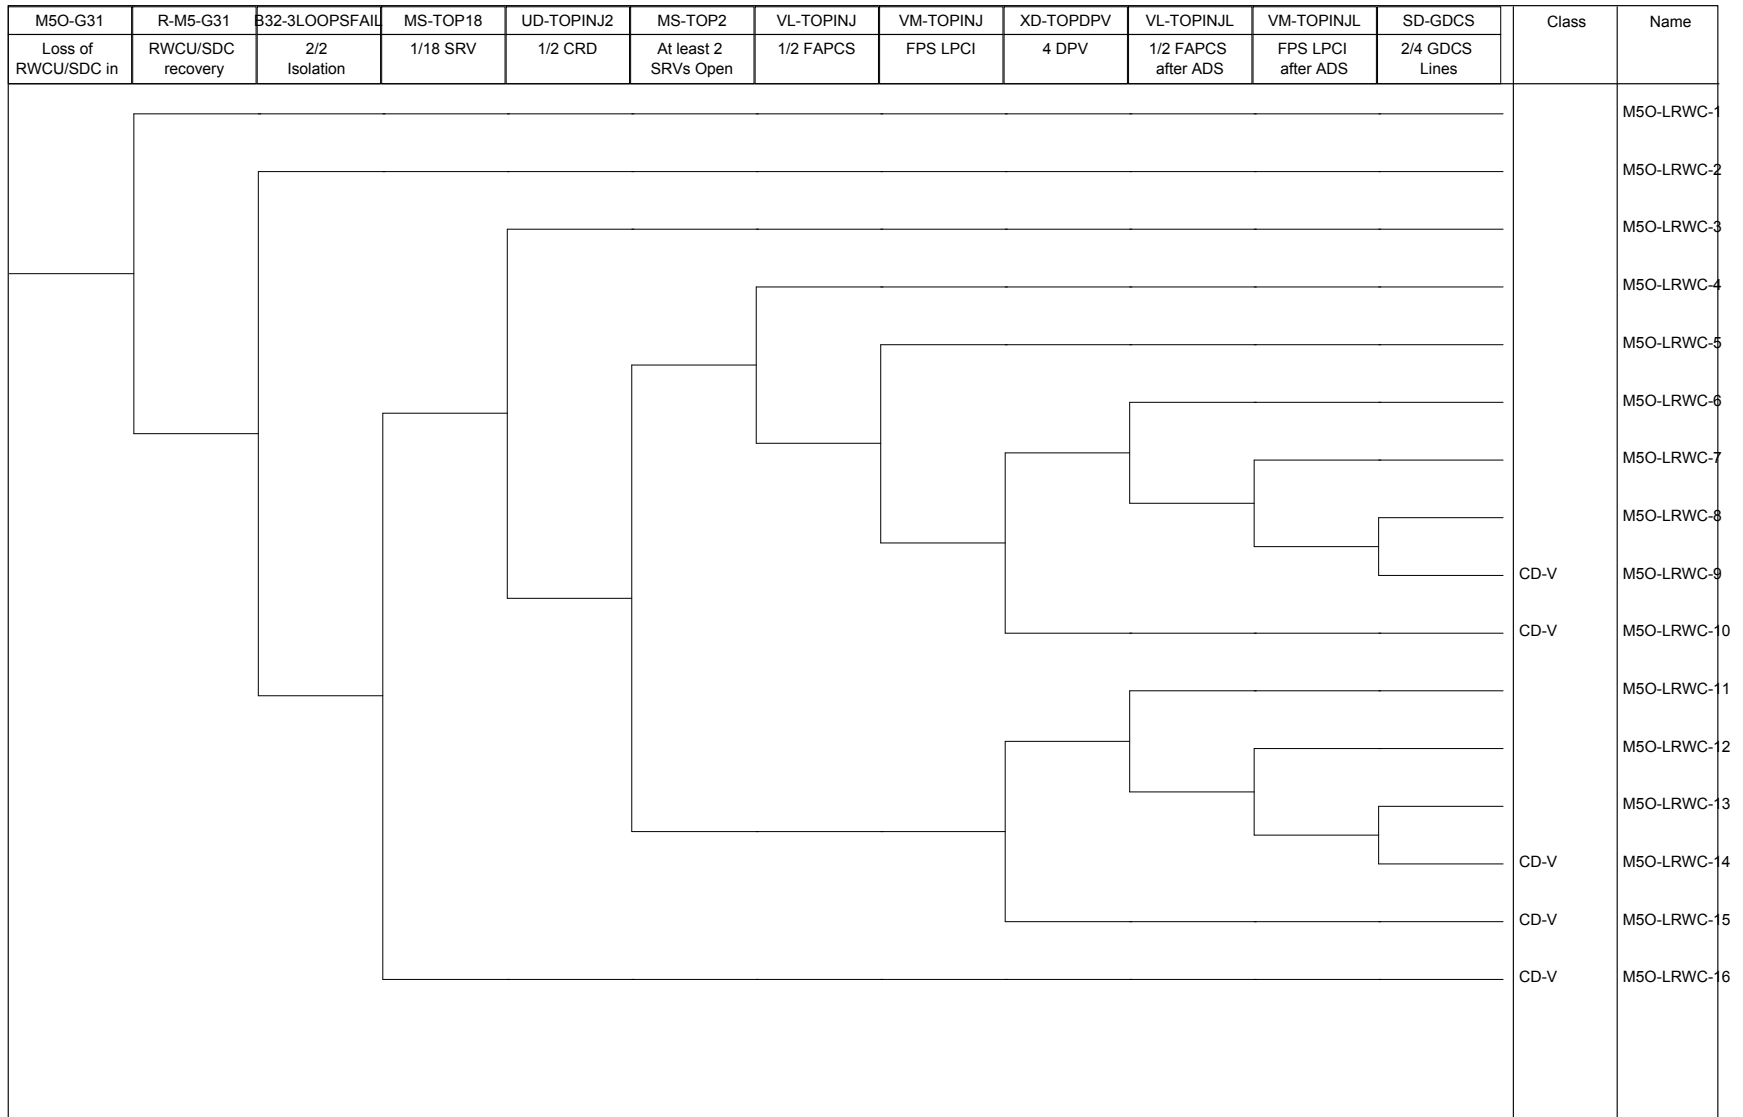 M5O-G31 R-M5-G31 B32-3LOOPSFAIL MS-TOP18 UD-TOPINJ2 MS-TOP2 VL-TOPINJ VM-TOPINJ XD-TOPDPV VL-TOPINJL VM-TOPINJL SD-GDCS Class Name
Loss of RWCU/SDC 2/2 1/18 SRV 1/2 CRD At least 2 1/2 FAPCS FPS LPCI 4 DPV 1/2 FAPCS FPS LPCI 2/4 GDCS
RWCU/SDC in recovery Isolation SRVs Open after ADS after ADS Lines
M5O-LRWC-1
M5O-LRWC-2
M5O-LRWC-3
M5O-LRWC-4
M5O-LRWC-5
M5O-LRWC-6
M5O-LRWC-7
M5O-LRWC-8
CD-V M5O-LRWC-9
CD-V M5O-LRWC-10
M5O-LRWC-11
M5O-LRWC-12
M5O-LRWC-13
CD-V M5O-LRWC-14
CD-V M5O-LRWC-15
CD-V M5O-LRWC-16